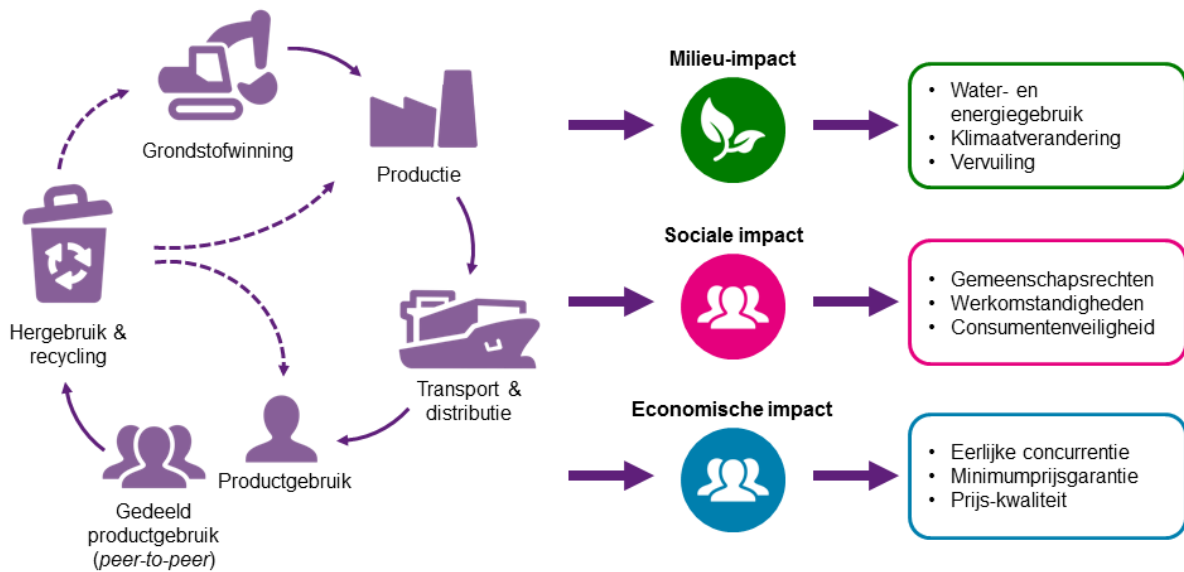 Grondstofwinning
Productie
Transport &
distributie
Productgebruik
Gedeeld
productgebruik
(peer-to-peer)
Hergebruik &
recycling
Milieu-impact
• Water- en
energiegebruik
• Klimaatverandering
• Vervuiling
Sociale impact
• Gemeenschapsrechten
• Werkomstandigheden
• Consumentenveiligheid
Economische impact
• Eerlijke concurrentie
• Minimumprijsgarantie
• Prijs-kwaliteit